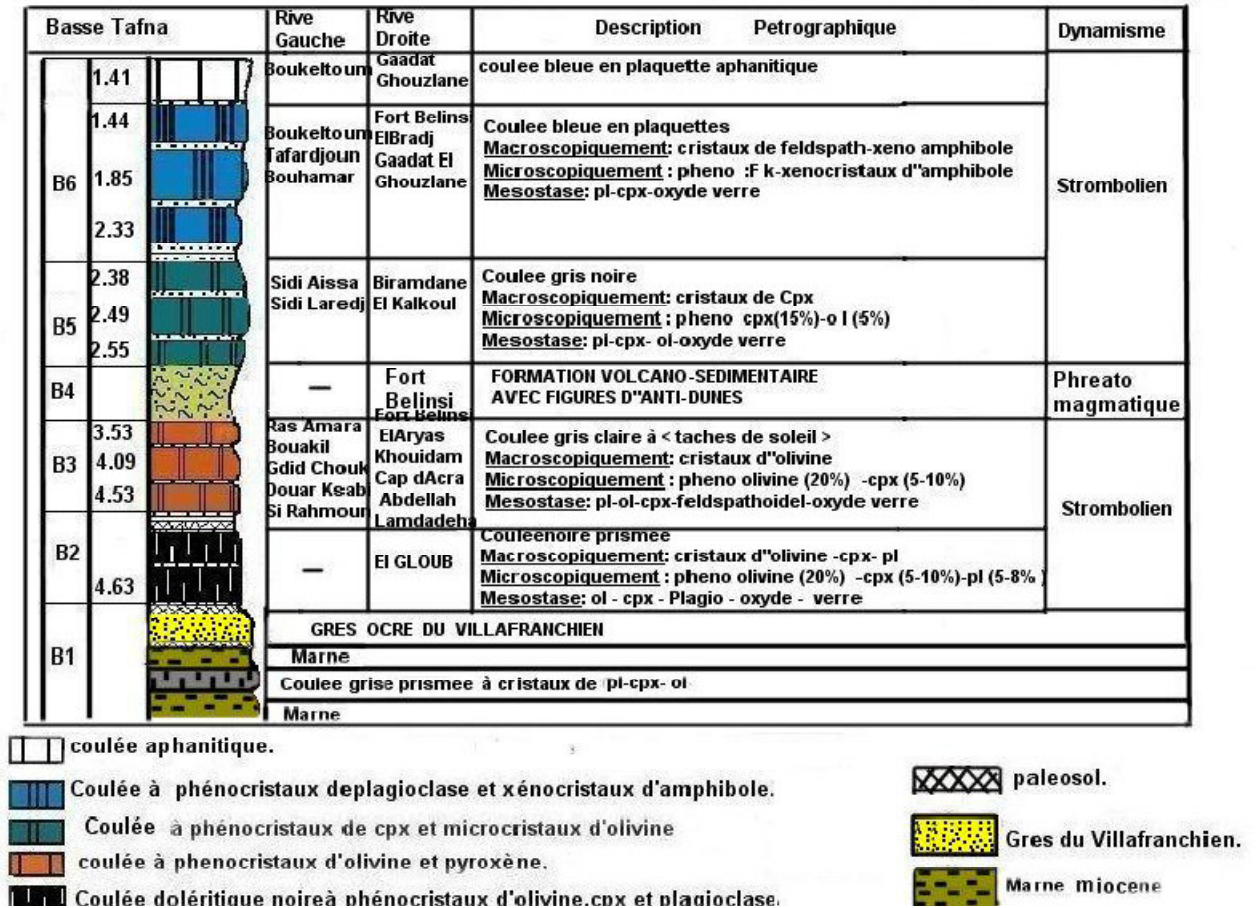 Basse Tafna
Rive Gauche
Rive Droite
Description Petrographique
Dynamisme
B6
1.41
Boukeltoum
Gaadat Ghouzlane
coulee bleue en plaquette aphanitique
1.44
1.85
2.33
Boukeltoum
Tafardjoun
Bouhamar
Fort Belinsi
ElBradj
Gaadat El
Ghouzlane
Coulee bleue en plaquettes
Macroscopiquement: cristaux de feldspath-xeno amphibole
Microscopiquement : pheno :F k-xenocristaux d"amphibole
Mesostase: pl-cpx-oxyde verre
Strombolien
B5
2.38
2.49
2.55
Sidi Aissa
Sidi Laredj
Biramdane
El Kalkoul
Coulee gris noire
Macroscopiquement: cristaux de Cpx
Microscopiquement : pheno cpx(15%)-o l (5%)
Mesostase: pl-cpx- ol-oxyde verre
B4
—
Fort
Belinsi
FORMATION VOLCANO-SEDIMENTAIRE
AVEC FIGURES D"ANTI-DUNES
Phreato
magmatique
B3
3.53
4.09
4.53
Ras Amara
Bouakil
Gdid Chouk
Douar Ksabi
Si Rahmoun
Fort Belinsi
ElAryas
Khouidam
Cap dAcra
Abdellah
Lamdadeha
Coulee gris claire à < taches de soleil >
Macroscopiquement: cristaux d"olivine
Microscopiquement : pheno olivine (20%) -cpx (5-10%)
Mesostase: pl-ol-cpx-feldspathoidel-oxyde verre
Strombolien
B2
4.63
—
El GLOUB
Couleenoire prismee
Macroscopiquement: cristaux d"olivine -cpx- pl
Microscopiquement : pheno olivine (20%) -cpx (5-10%)-pl (5-8% )
Mesostase: ol - cpx - Plagio - oxyde - verre
B1
GRES OCRE DU VILLAFRANCHIEN
Marne
Coulee grise prismee à cristaux de pl-cpx- ol
Marne
coulée aphanitique.
Coulée à phénocristaux deplagioclase et xénocristaux d'amphibole.
Coulée à phénocristaux de cpx et microcristaux d'olivine
coulée à phenocristaux d'olivine et pyroxène.
Coulée doléritique noireà phénocristaux d'olivine,cpx et plagioclase.
paleosol.
Gres du Villafranchien.
Marne miocene